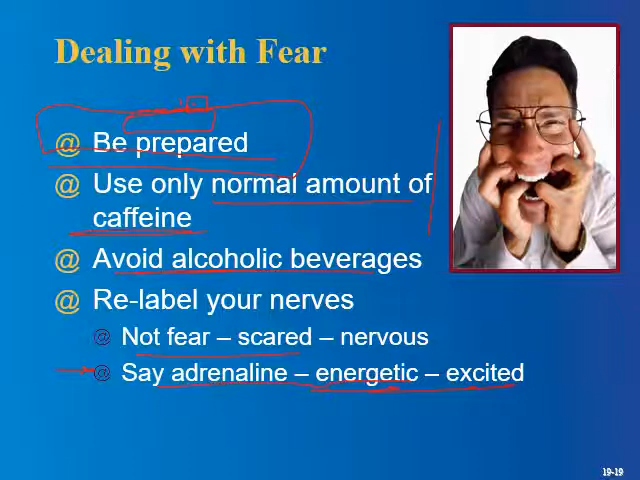 Dealing with Fear
@ Be prepared
@ Use only normal amount of
caffeine
@ Avoid alcoholic beverages
@ Re-label your nerves
@ Not fear – scared – nervous
@ Say adrenaline – energetic – excited
19-19